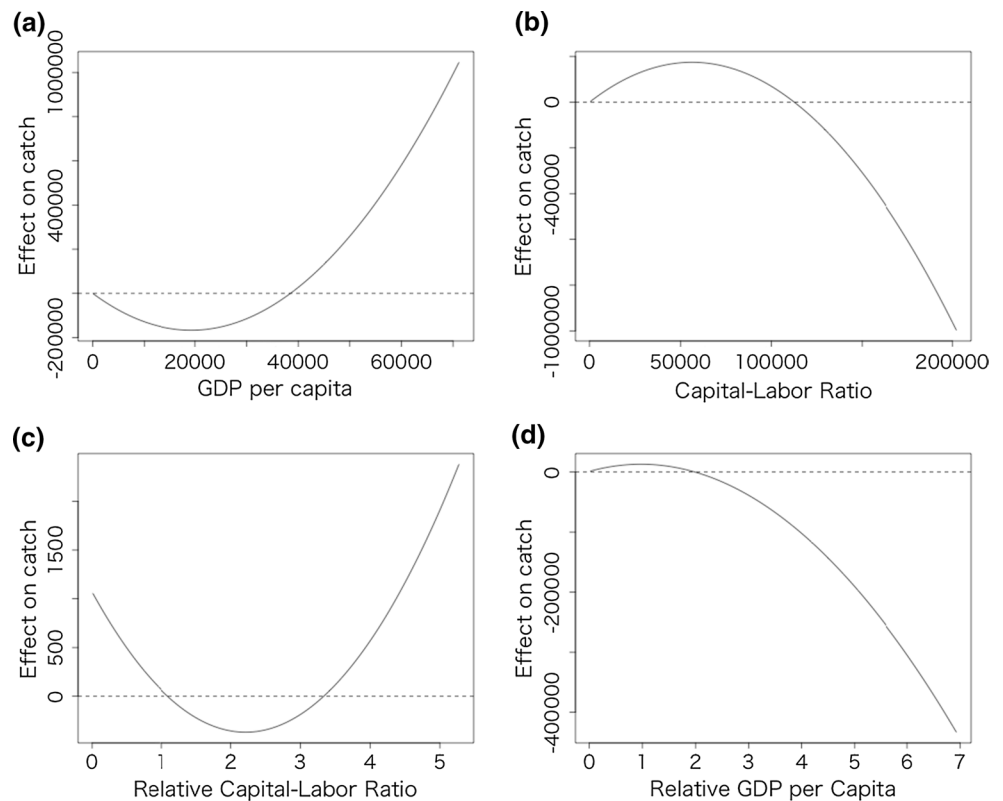 (a)
Effect on catch
1000000
400000
-200000
0
20000
40000
60000
GDP per capita
(b)
Effect on catch
0
-400000
-1000000
0
50000
100000
200000
Capital-Labor Ratio
(c)
Effect on catch
1500
500
0
0
1
2
3
4
5
Relative Capital-Labor Ratio
(d)
Effect on catch
0
-200000
-400000
0
1
2
3
4
5
6
7
Relative GDP per Capita